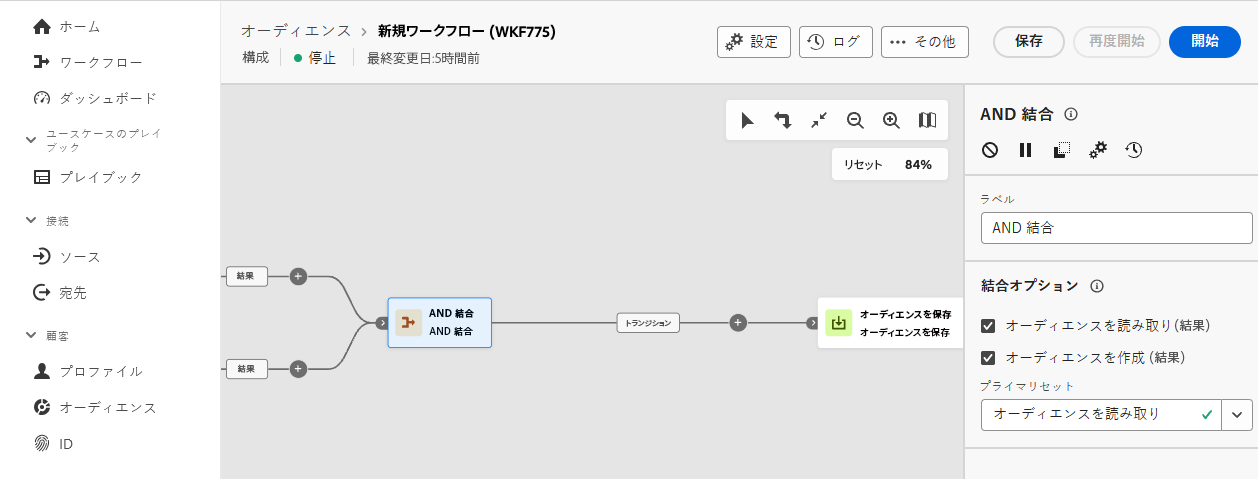 ホーム
ワークフロー
ダッシュボード
ユースケースのプレイ
ブック
プレイブック
接続
ソース
宛先
顧客
プロファイル
オーディエンス
ID
オーディエンス › 新規ワークフロー (WKF775)
構成 停止 最終変更日:5時間前
設定 ログ その他 保存 再度開始 開始
リセット 84%
結果
結果
AND 結合
AND 結合
トランジション
オーディエンスを保存
オーディエンスを保存
AND 結合
ラベル
AND 結合
結合オプション
オーディエンスを読み取り(結果)
オーディエンスを作成 (結果)
プライマリセット
オーディエンスを読み取り